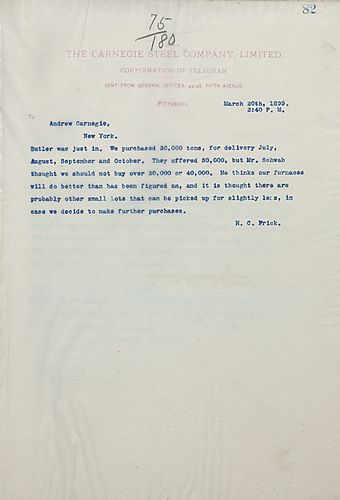 82
75
180
THE CARNEGIE STEEL COMPANY, LIMITED.
CONFIRMATION OF TELEGRAM
SENT FROM GENERAL OFFICES, 42-48, FIFTH AVENUE.
PITTSBURG. March 20th, 1899.
2:40 P. M.
To
Andrew Carnegie,
New York.
Butler was just in. We purchased 30,000 tons, for delivery July,
August, September and October. They offered 50,000, but Mr. Schwab
thought we should not buy over 30,000 or 40,000. He thinks our furnaces
will do better than has been figured on, and it is thought there are
probably other small lots that can be picked up for slightly less, in
case we decide to make further purchases.
H. C. Frick.